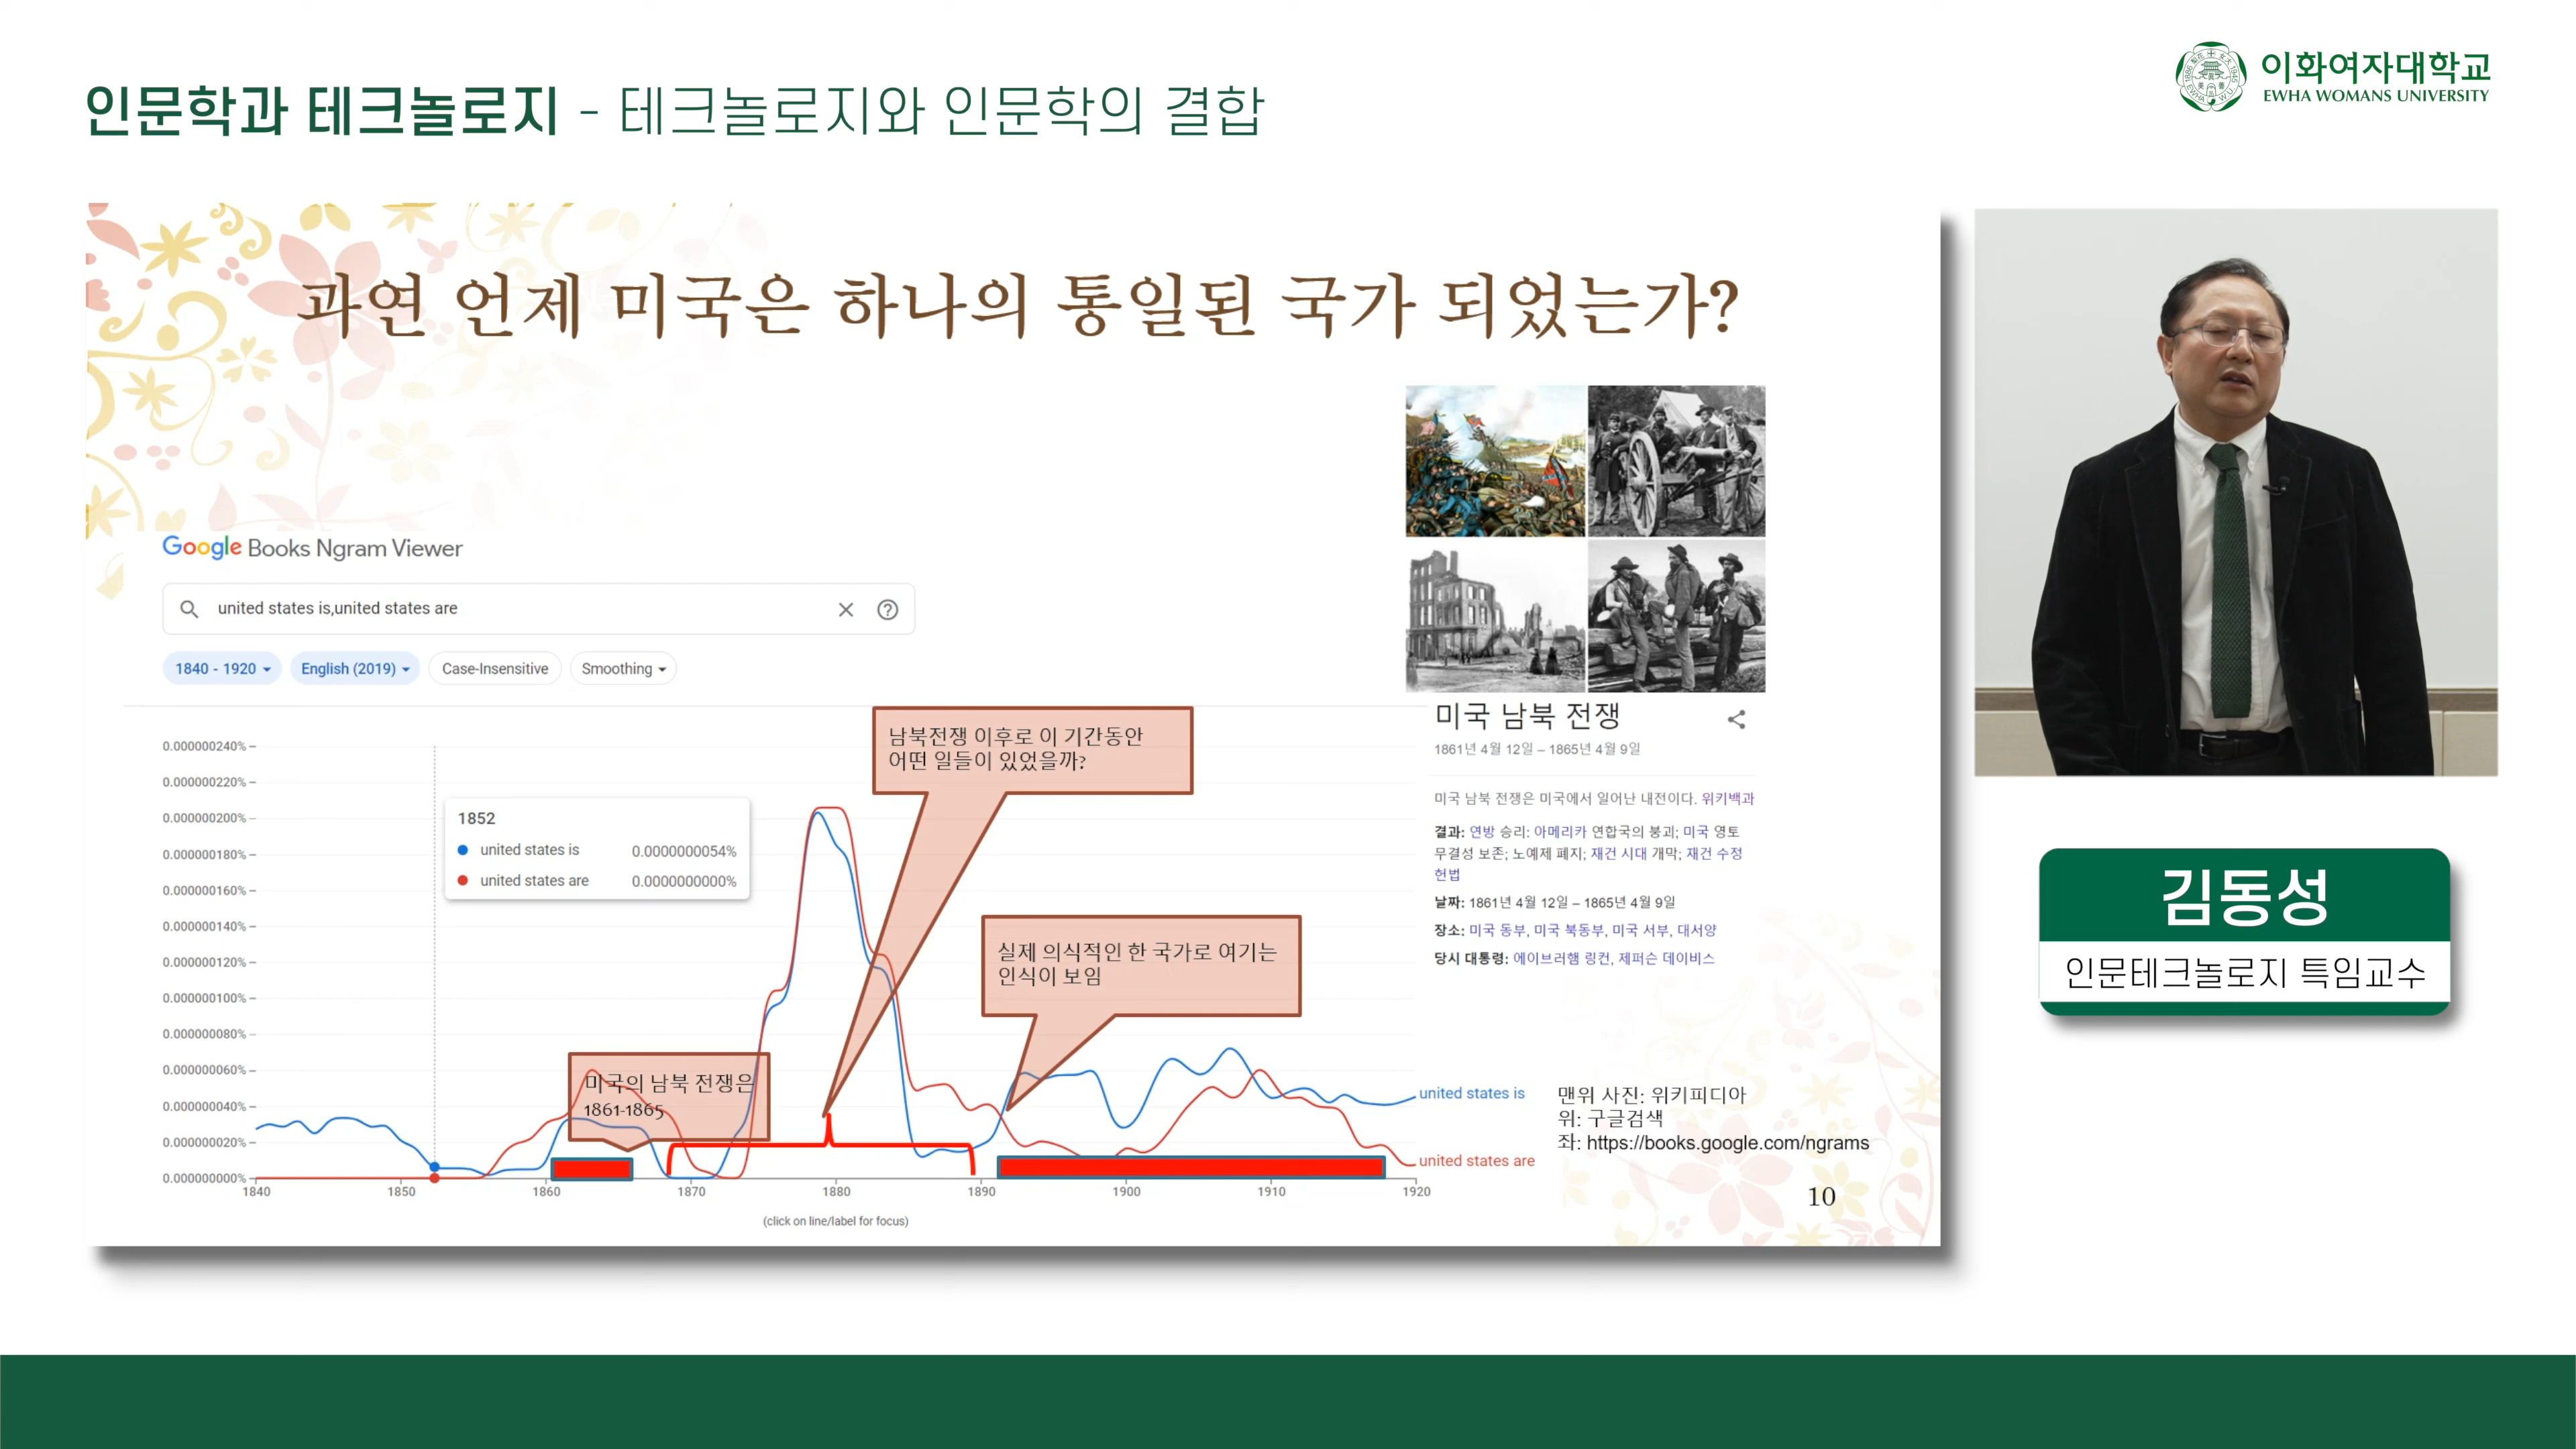 인문학과 테크놀로지 - 테크놀로지와 인문학의 결합
이화여자대학교
EWHA WOMANS UNIVERSITY
과연 언제 미국은 하나의 통일된 국가 되었는가?
Google Books Ngram Viewer
united states is,united states are
1840 - 1920
English (2019)
Case-Insensitive
Smoothing
0.000000240%
0.000000220%
0.000000200%
0.000000180%
0.000000160%
0.000000140%
0.000000120%
0.000000100%
0.000000080%
0.000000060%
0.000000040%
0.000000020%
0.000000000%
1852
united states is 0.0000000054%
united states are 0.0000000000%
남북전쟁 이후로 이 기간동안
어떤 일들이 있었을까?
실제 의식적인 한 국가로 여기는
인식이 보임
미국의 남북 전쟁은
1861-1865
united states is
united states are
1840 1850 1860 1870 1880 1890 1900 1910 1920
(click on line/label for focus)
미국 남북 전쟁
1861년 4월 12일 – 1865년 4월 9일
미국 남북 전쟁은 미국에서 일어난 내전이다. 위키백과
결과: 연방 승리: 아메리카 연합국의 붕괴; 미국 영토
무결성 보존; 노예제 폐지; 재건 시대 개막; 재건 수정
헌법
날짜: 1861년 4월 12일 – 1865년 4월 9일
장소: 미국 동부, 미국 북동부, 미국 서부, 대서양
당시 대통령: 에이브러햄 링컨, 제퍼슨 데이비스
맨위 사진: 위키피디아
위: 구글검색
좌: https://books.google.com/ngrams
10
김동성
인문테크놀로지 특임교수